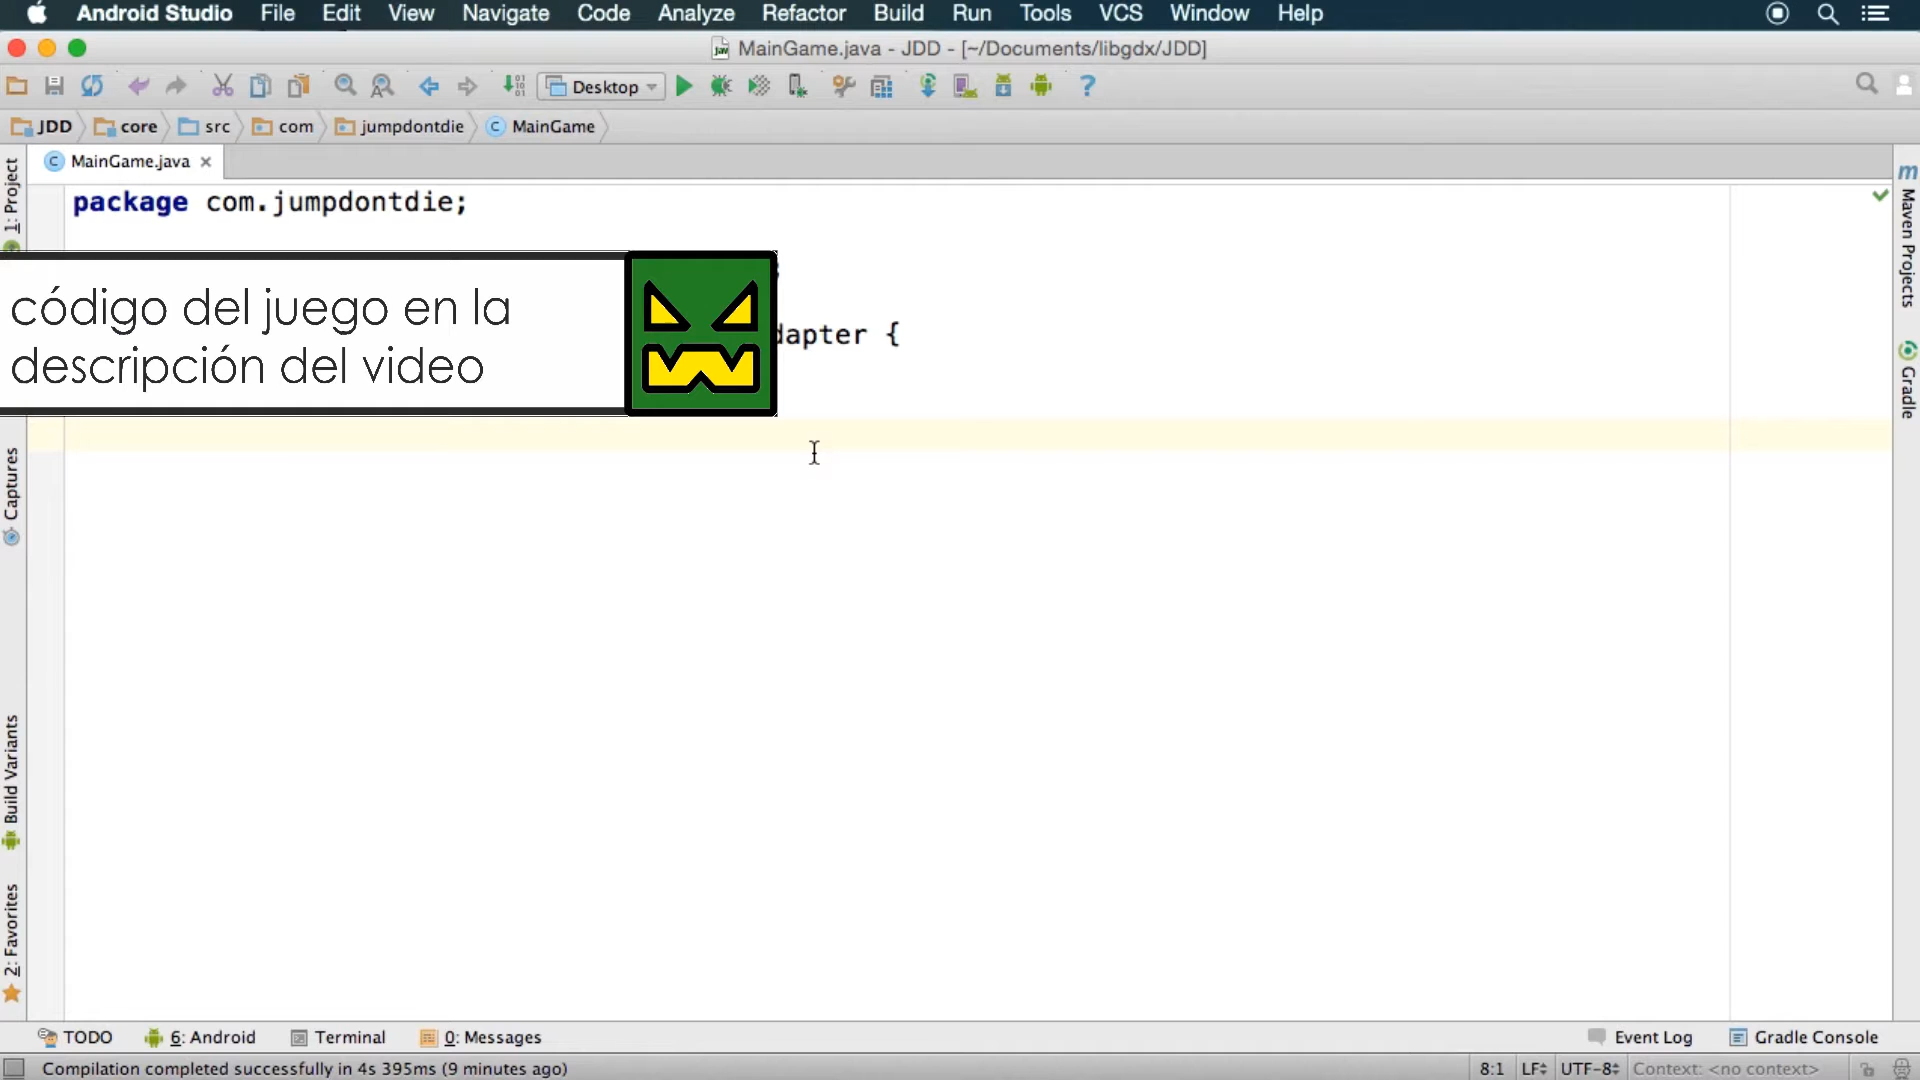 Android Studio File Edit View Navigate Code Analyze Refactor Build Run Tools VCS Window Help
MainGame.java - JDD - [~/Documents/libgdx/JDD]
Desktop
JDD core src com jumpdontdie MainGame
MainGame.java
package com.jumpdontdie;
;
código del juego en la
dapter {
descripción del video
1: Project
Captures
Build Variants
2: Favorites
Maven Projects
Gradle
TODO 6: Android Terminal 0: Messages Event Log Gradle Console
Compilation completed successfully in 4s 395ms (9 minutes ago) 8:1 LF UTF-8 Context: <no context>